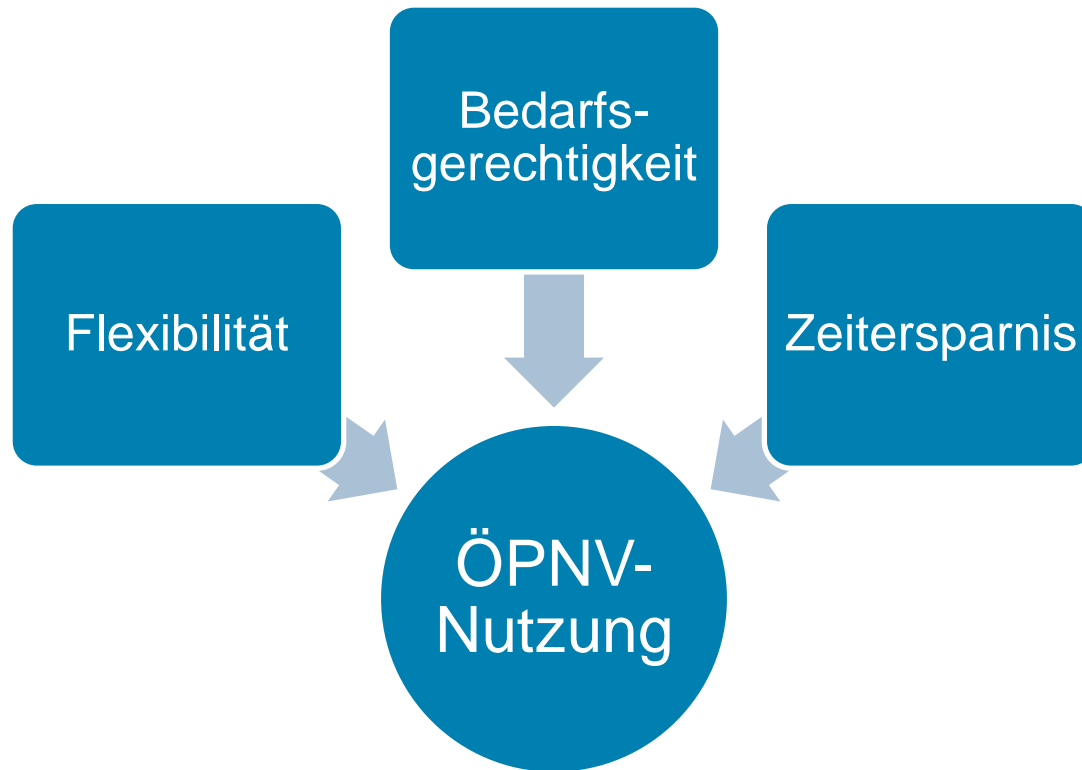 Bedarfs-
gerechtigkeit
Flexibilität
Zeitersparnis
ÖPNV-
Nutzung